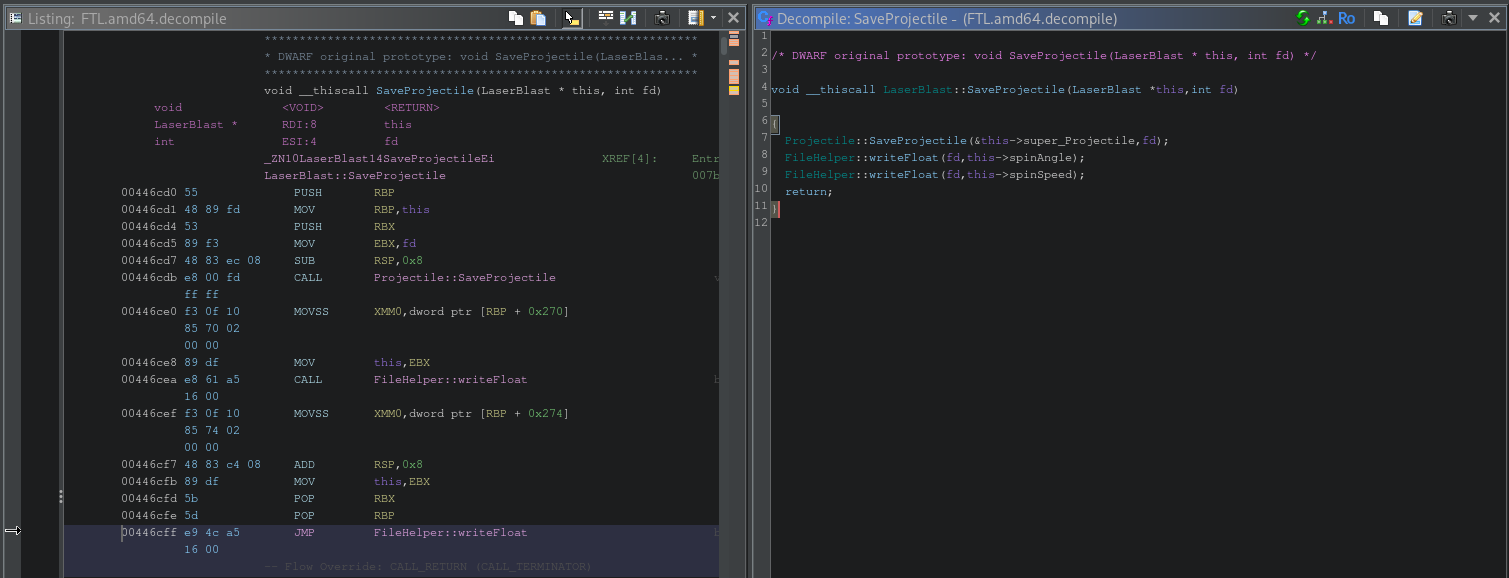 Listing: FTL.amd64.decompile
**************************************************************
* DWARF original prototype: void SaveProjectile(LaserBlas... *
**************************************************************
void __thiscall SaveProjectile(LaserBlast * this, int fd)
void <VOID> <RETURN>
LaserBlast * RDI:8 this
int ESI:4 fd
_ZN10LaserBlast14SaveProjectileEi XREF[4]: Entr
LaserBlast::SaveProjectile 007b
00446cd0 55 PUSH RBP
00446cd1 48 89 fd MOV RBP,this
00446cd4 53 PUSH RBX
00446cd5 89 f3 MOV EBX,fd
00446cd7 48 83 ec 08 SUB RSP,0x8
00446cdb e8 00 fd CALL Projectile::SaveProjectile v
ff ff
00446ce0 f3 0f 10 MOVSS XMM0,dword ptr [RBP + 0x270]
85 70 02
00 00
00446ce8 89 df MOV this,EBX
00446cea e8 61 a5 CALL FileHelper::writeFloat b
16 00
00446cef f3 0f 10 MOVSS XMM0,dword ptr [RBP + 0x274]
85 74 02
00 00
00446cf7 48 83 c4 08 ADD RSP,0x8
00446cfb 89 df MOV this,EBX
00446cfd 5b POP RBX
00446cfe 5d POP RBP
00446cff e9 4c a5 JMP FileHelper::writeFloat b
16 00
-- Flow Override: CALL_RETURN (CALL_TERMINATOR)
Decompile: SaveProjectile - (FTL.amd64.decompile) Ro
1
2 /* DWARF original prototype: void SaveProjectile(LaserBlast * this, int fd) */
3
4 void __thiscall LaserBlast::SaveProjectile(LaserBlast *this,int fd)
5
6 {
7 Projectile::SaveProjectile(&this->super_Projectile,fd);
8 FileHelper::writeFloat(fd,this->spinAngle);
9 FileHelper::writeFloat(fd,this->spinSpeed);
10 return;
11 }
12